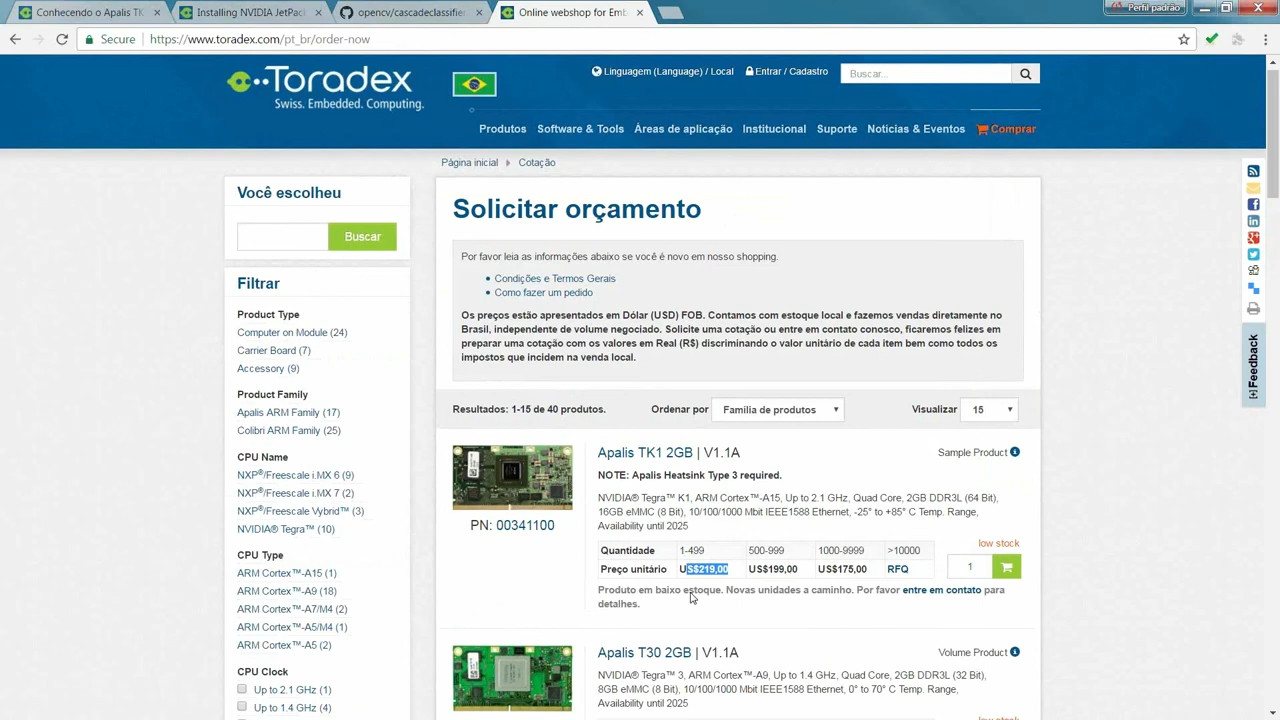 Conhecendo o Apalis TK
Installing NVIDIA JetPac
opencv/cascadeclassifier
Online webshop for Emb
Perfil padrão
Secure
https://www.toradex.com/pt_br/order-now
Toradex
Swiss. Embedded. Computing.
Linguagem (Language) / Local
Entrar / Cadastro
Buscar...
Produtos
Software & Tools
Áreas de aplicação
Institucional
Suporte
Noticias & Eventos
Comprar
Página inicial
Cotação
Você escolheu
Buscar
Filtrar
Product Type
Computer on Module (24)
Carrier Board (7)
Accessory (9)
Product Family
Apalis ARM Family (17)
Colibri ARM Family (25)
CPU Name
NXP®/Freescale i.MX 6 (9)
NXP®/Freescale i.MX 7 (2)
NXP®/Freescale Vybrid™ (3)
NVIDIA® Tegra™ (10)
CPU Type
ARM Cortex™-A15 (1)
ARM Cortex™-A9 (18)
ARM Cortex™-A7/M4 (2)
ARM Cortex™-A5/M4 (1)
ARM Cortex™-A5 (2)
CPU Clock
Up to 2.1 GHz (1)
Up to 1.4 GHz (4)
Solicitar orçamento
Por favor leia as informações abaixo se você é novo em nosso shopping.
• Condições e Termos Gerais
• Como fazer um pedido
Os preços estão apresentados em Dólar (USD) FOB. Contamos com estoque local e fazemos vendas diretamente no
Brasil, independente de volume negociado. Solicite uma cotação ou entre em contato conosco, ficaremos felizes em
preparar uma cotação com os valores em Real (R$) discriminando o valor unitário de cada item bem como todos os
impostos que incidem na venda local.
Resultados: 1-15 de 40 produtos.
Ordenar por
Família de produtos
Visualizar
15
Apalis TK1 2GB | V1.1A
Sample Product
NOTE: Apalis Heatsink Type 3 required.
NVIDIA® Tegra™ K1, ARM Cortex™-A15, Up to 2.1 GHz, Quad Core, 2GB DDR3L (64 Bit),
16GB eMMC (8 Bit), 10/100/1000 Mbit IEEE1588 Ethernet, -25° to +85° C Temp. Range,
Availability until 2025
PN: 00341100
low stock
Quantidade 1-499 500-999 1000-9999 >10000
Preço unitário US$219,00 US$199,00 US$175,00 RFQ
1
Produto em baixo estoque. Novas unidades a caminho. Por favor entre em contato para
detalhes.
Apalis T30 2GB | V1.1A
Volume Product
NVIDIA® Tegra™ 3, ARM Cortex™-A9, Up to 1.4 GHz, Quad Core, 2GB DDR3L (32 Bit),
8GB eMMC (8 Bit), 10/100/1000 Mbit IEEE1588 Ethernet, 0° to 70° C Temp. Range,
Availability until 2025
low stock
[+] Feedback